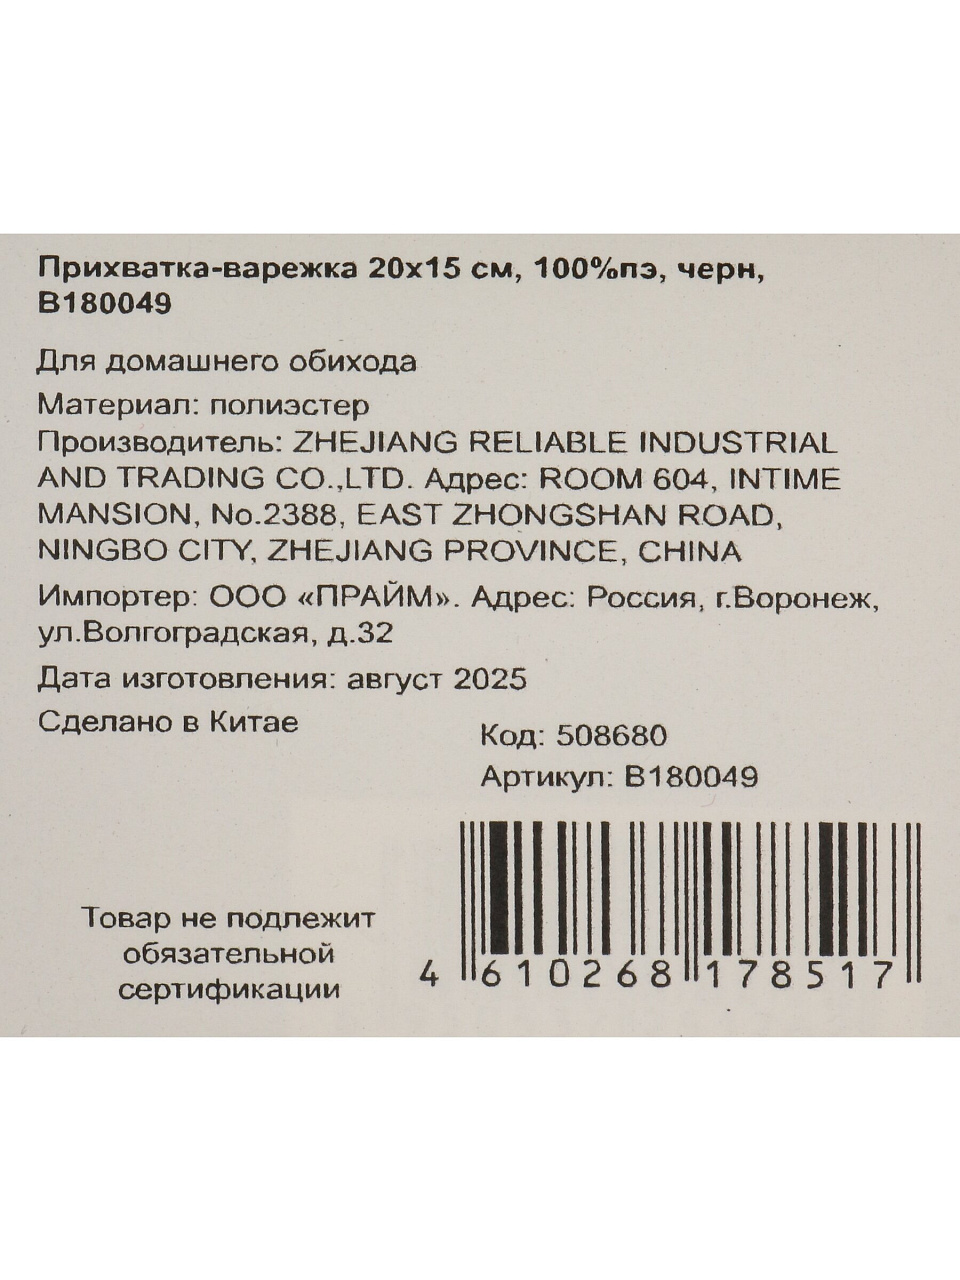 Прихватка-варежка 20х15 см, 100%пэ, черн,
В180049
Для домашнего обихода
Материал: полиэстер
Производитель: ZHEJIANG RELIABLE INDUSTRIAL
AND TRADING CO.,LTD. Адрес: ROOM 604, INTIME
MANSION, No.2388, EAST ZHONGSHAN ROAD,
NINGBO CITY, ZHEJIANG PROVINCE, CHINA
Импортер: ООО «ПРАЙМ». Адрес: Россия, г.Воронеж,
ул.Волгоградская, д.32
Дата изготовления: август 2025
Сделано в Китае
Код: 508680
Артикул: В180049
Товар не подлежит
обязательной
сертификации
4 610268 178517